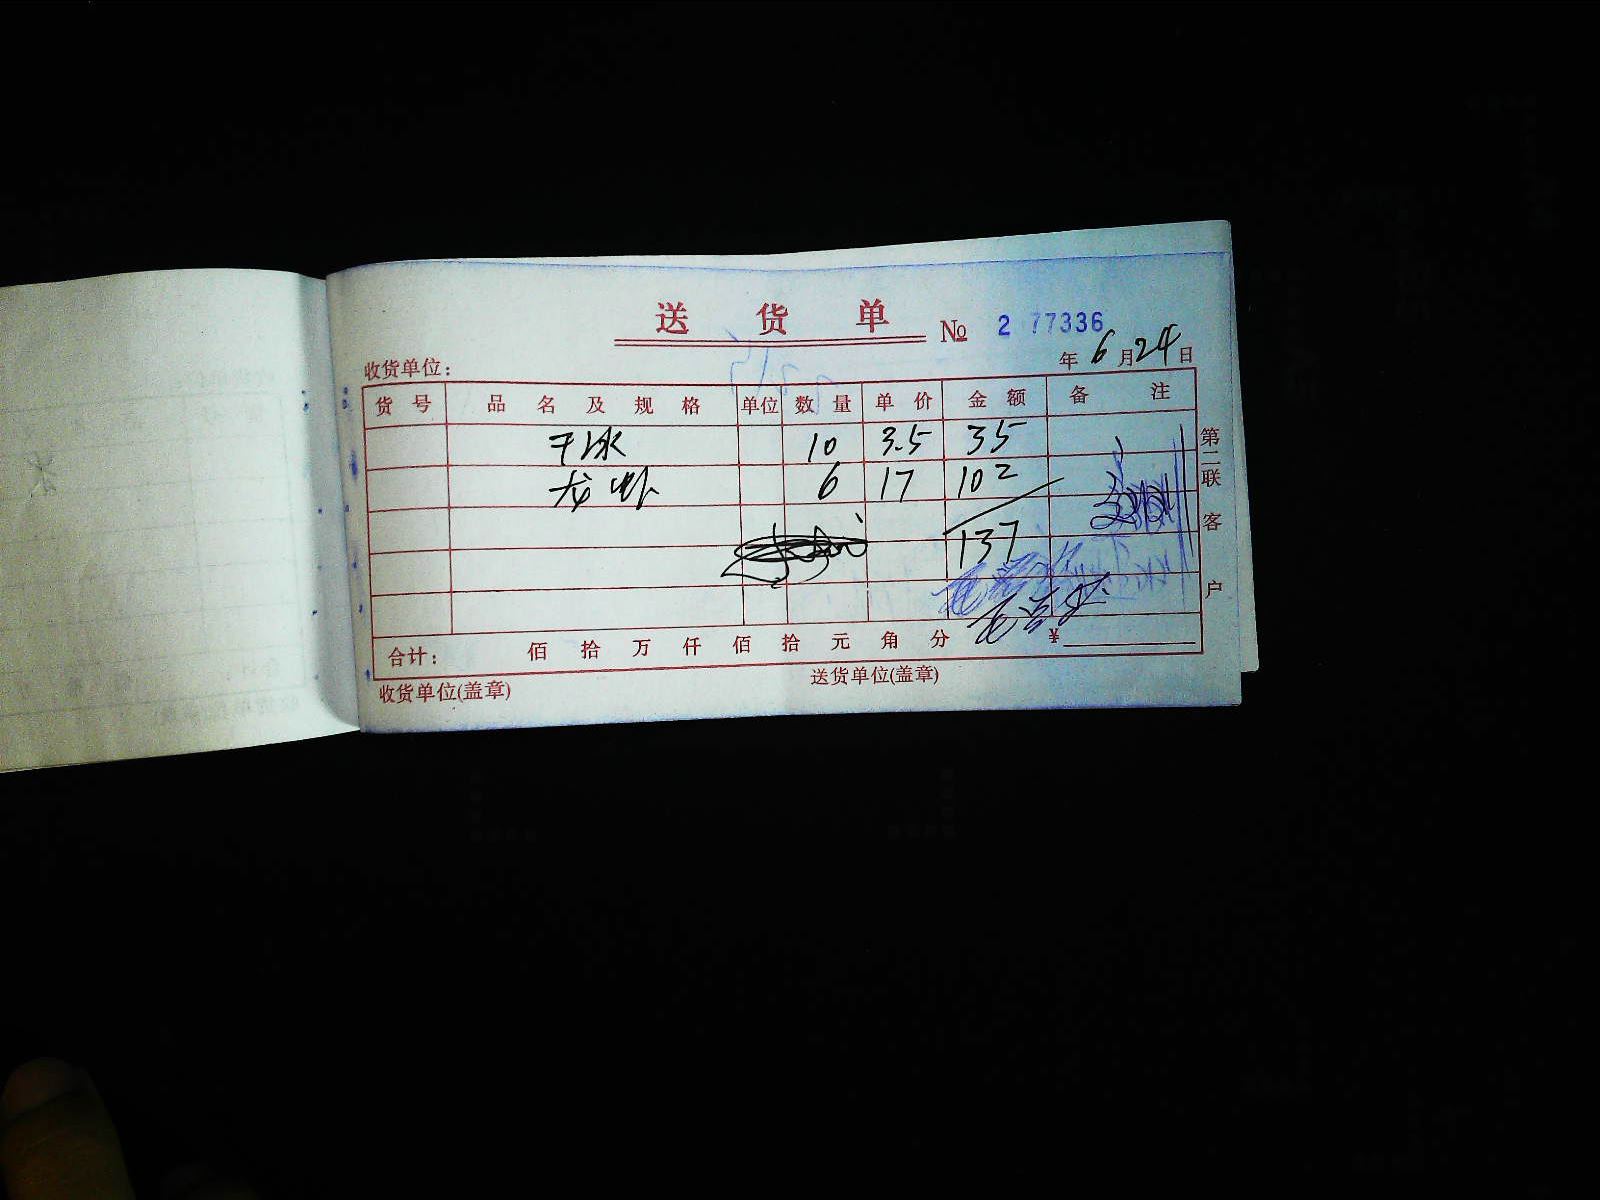 送 货 单 № 2 77336
收货单位： 年 6 月 24 日
货 号 品 名 及 规 格 单位 数 量 单 价 金 额 备 注
干冰 10 3.5 35
龙虾 6 17 102
137
合计： 佰 拾 万 仟 佰 拾 元 角 分 ¥
收货单位(盖章) 送货单位(盖章)
第二联 客户